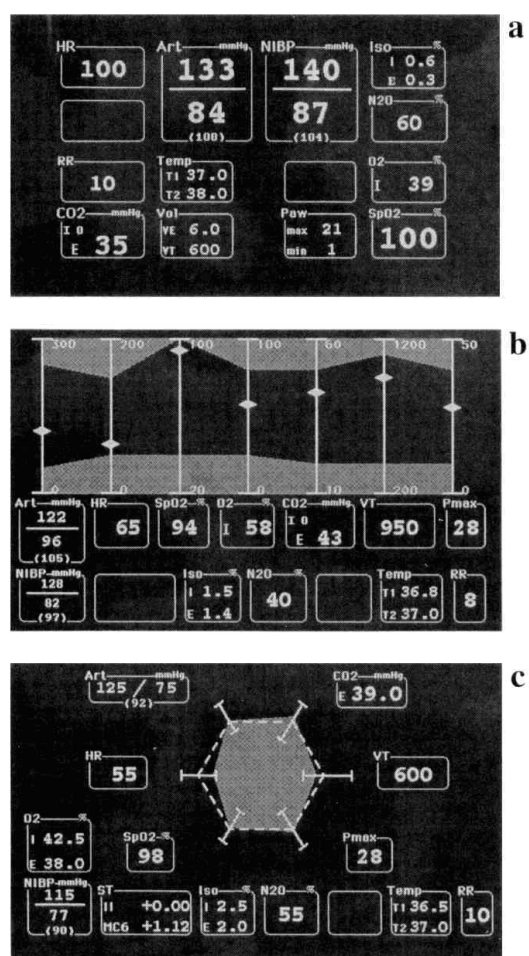 a
HR Art mmHg NIBP mmHg Iso %
100 133 140 I 0.6
E 0.3
84 87 N2O %
(100) (104) 60
RR Temp O2 %
10 T1 37.0 I 39
T2 38.0
CO2 mmHg Vol Paw SpO2 %
I 0 VE 6.0 max 21 100
E 35 VT 600 min 1
b
300 200 100 100 60 1200 50
0 0 20 0 10 200 0
Art mmHg HR SpO2 % O2 % CO2 mmHg VT Pmax
122 65 94 I 58 I 0 950 28
96 E 43
(105)
NIBP mmHg Iso % N2O % Temp RR
128 I 1.5 40 T1 36.8 8
82 E 1.4 T2 37.0
(97)
c
Art mmHg CO2 mmHg
125 / 75 E 39.0
(92)
HR VT
55 600
O2 %
I 42.5 SpO2 % Pmax
E 38.0 98 28
NIBP mmHg ST Iso % N2O % Temp RR
115 II +0.00 I 2.5 55 T1 36.5 10
77 MC6 +1.12 E 2.0 T2 37.0
(90)